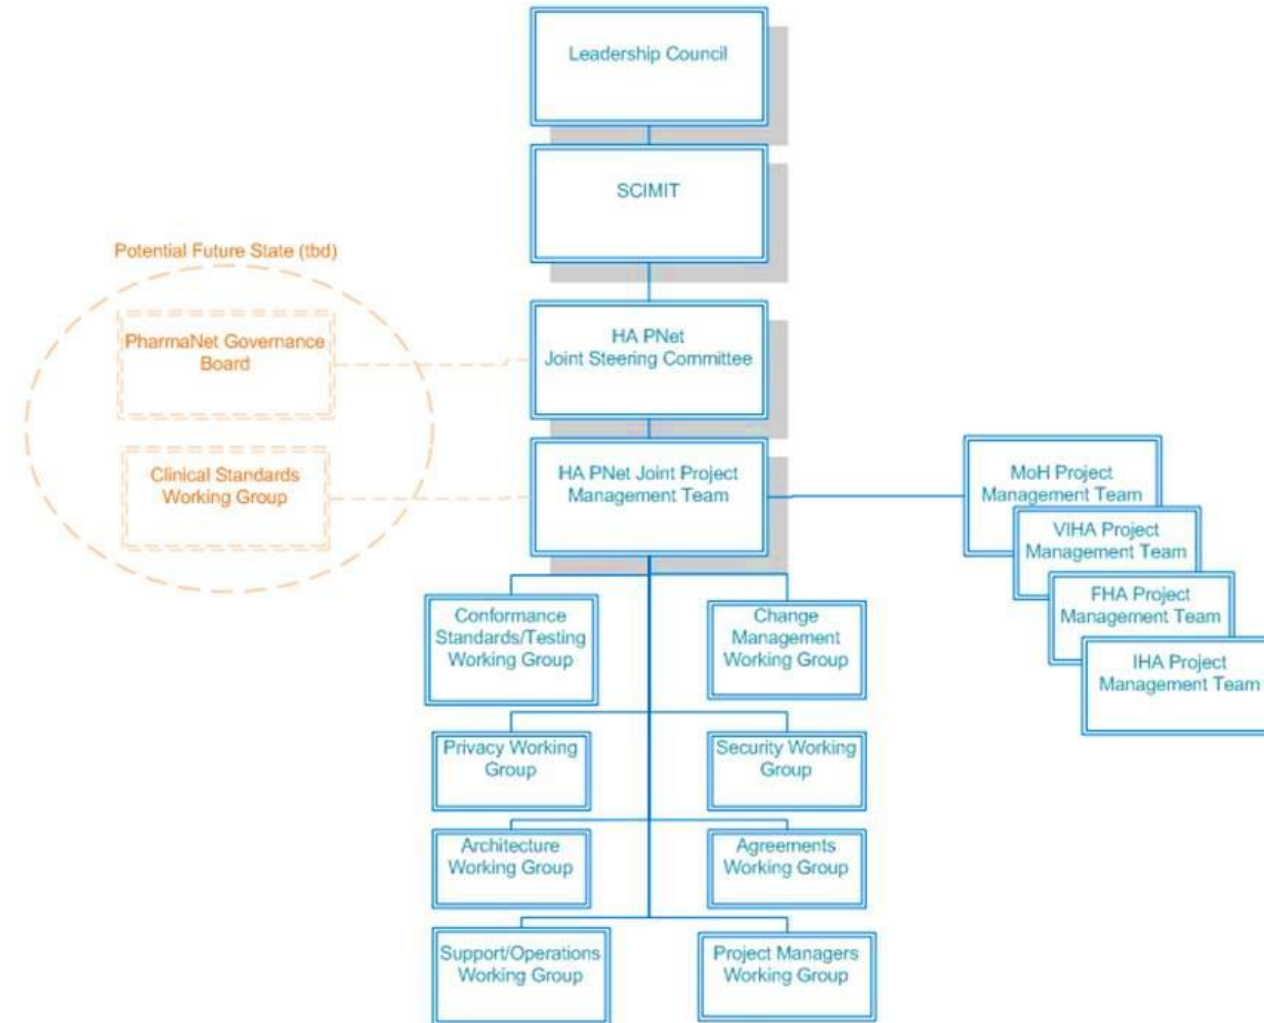 Leadership Council
SCIMIT
Potential Future State (tbd)
PharmaNet Governance
Board
HA PNet
Joint Steering Committee
Clinical Standards
Working Group
HA PNet Joint Project
Management Team
MoH Project
Management Team
VIHA Project
Management Team
FHA Project
Management Team
IHA Project
Management Team
Conformance
Standards/Testing
Working Group
Change
Management
Working Group
Privacy Working
Group
Security Working
Group
Architecture
Working Group
Agreements
Working Group
Support/Operations
Working Group
Project Managers
Working Group